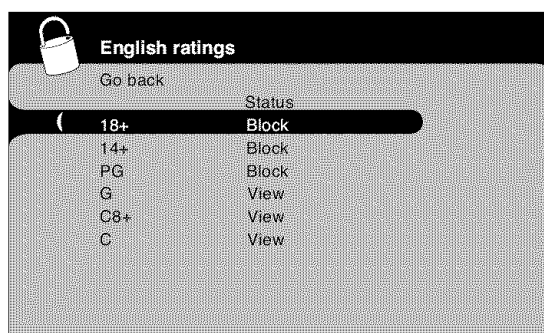 English ratings
Go back
Status
18+ Block
14+ Block
PG Block
G View
C8+ View
C View